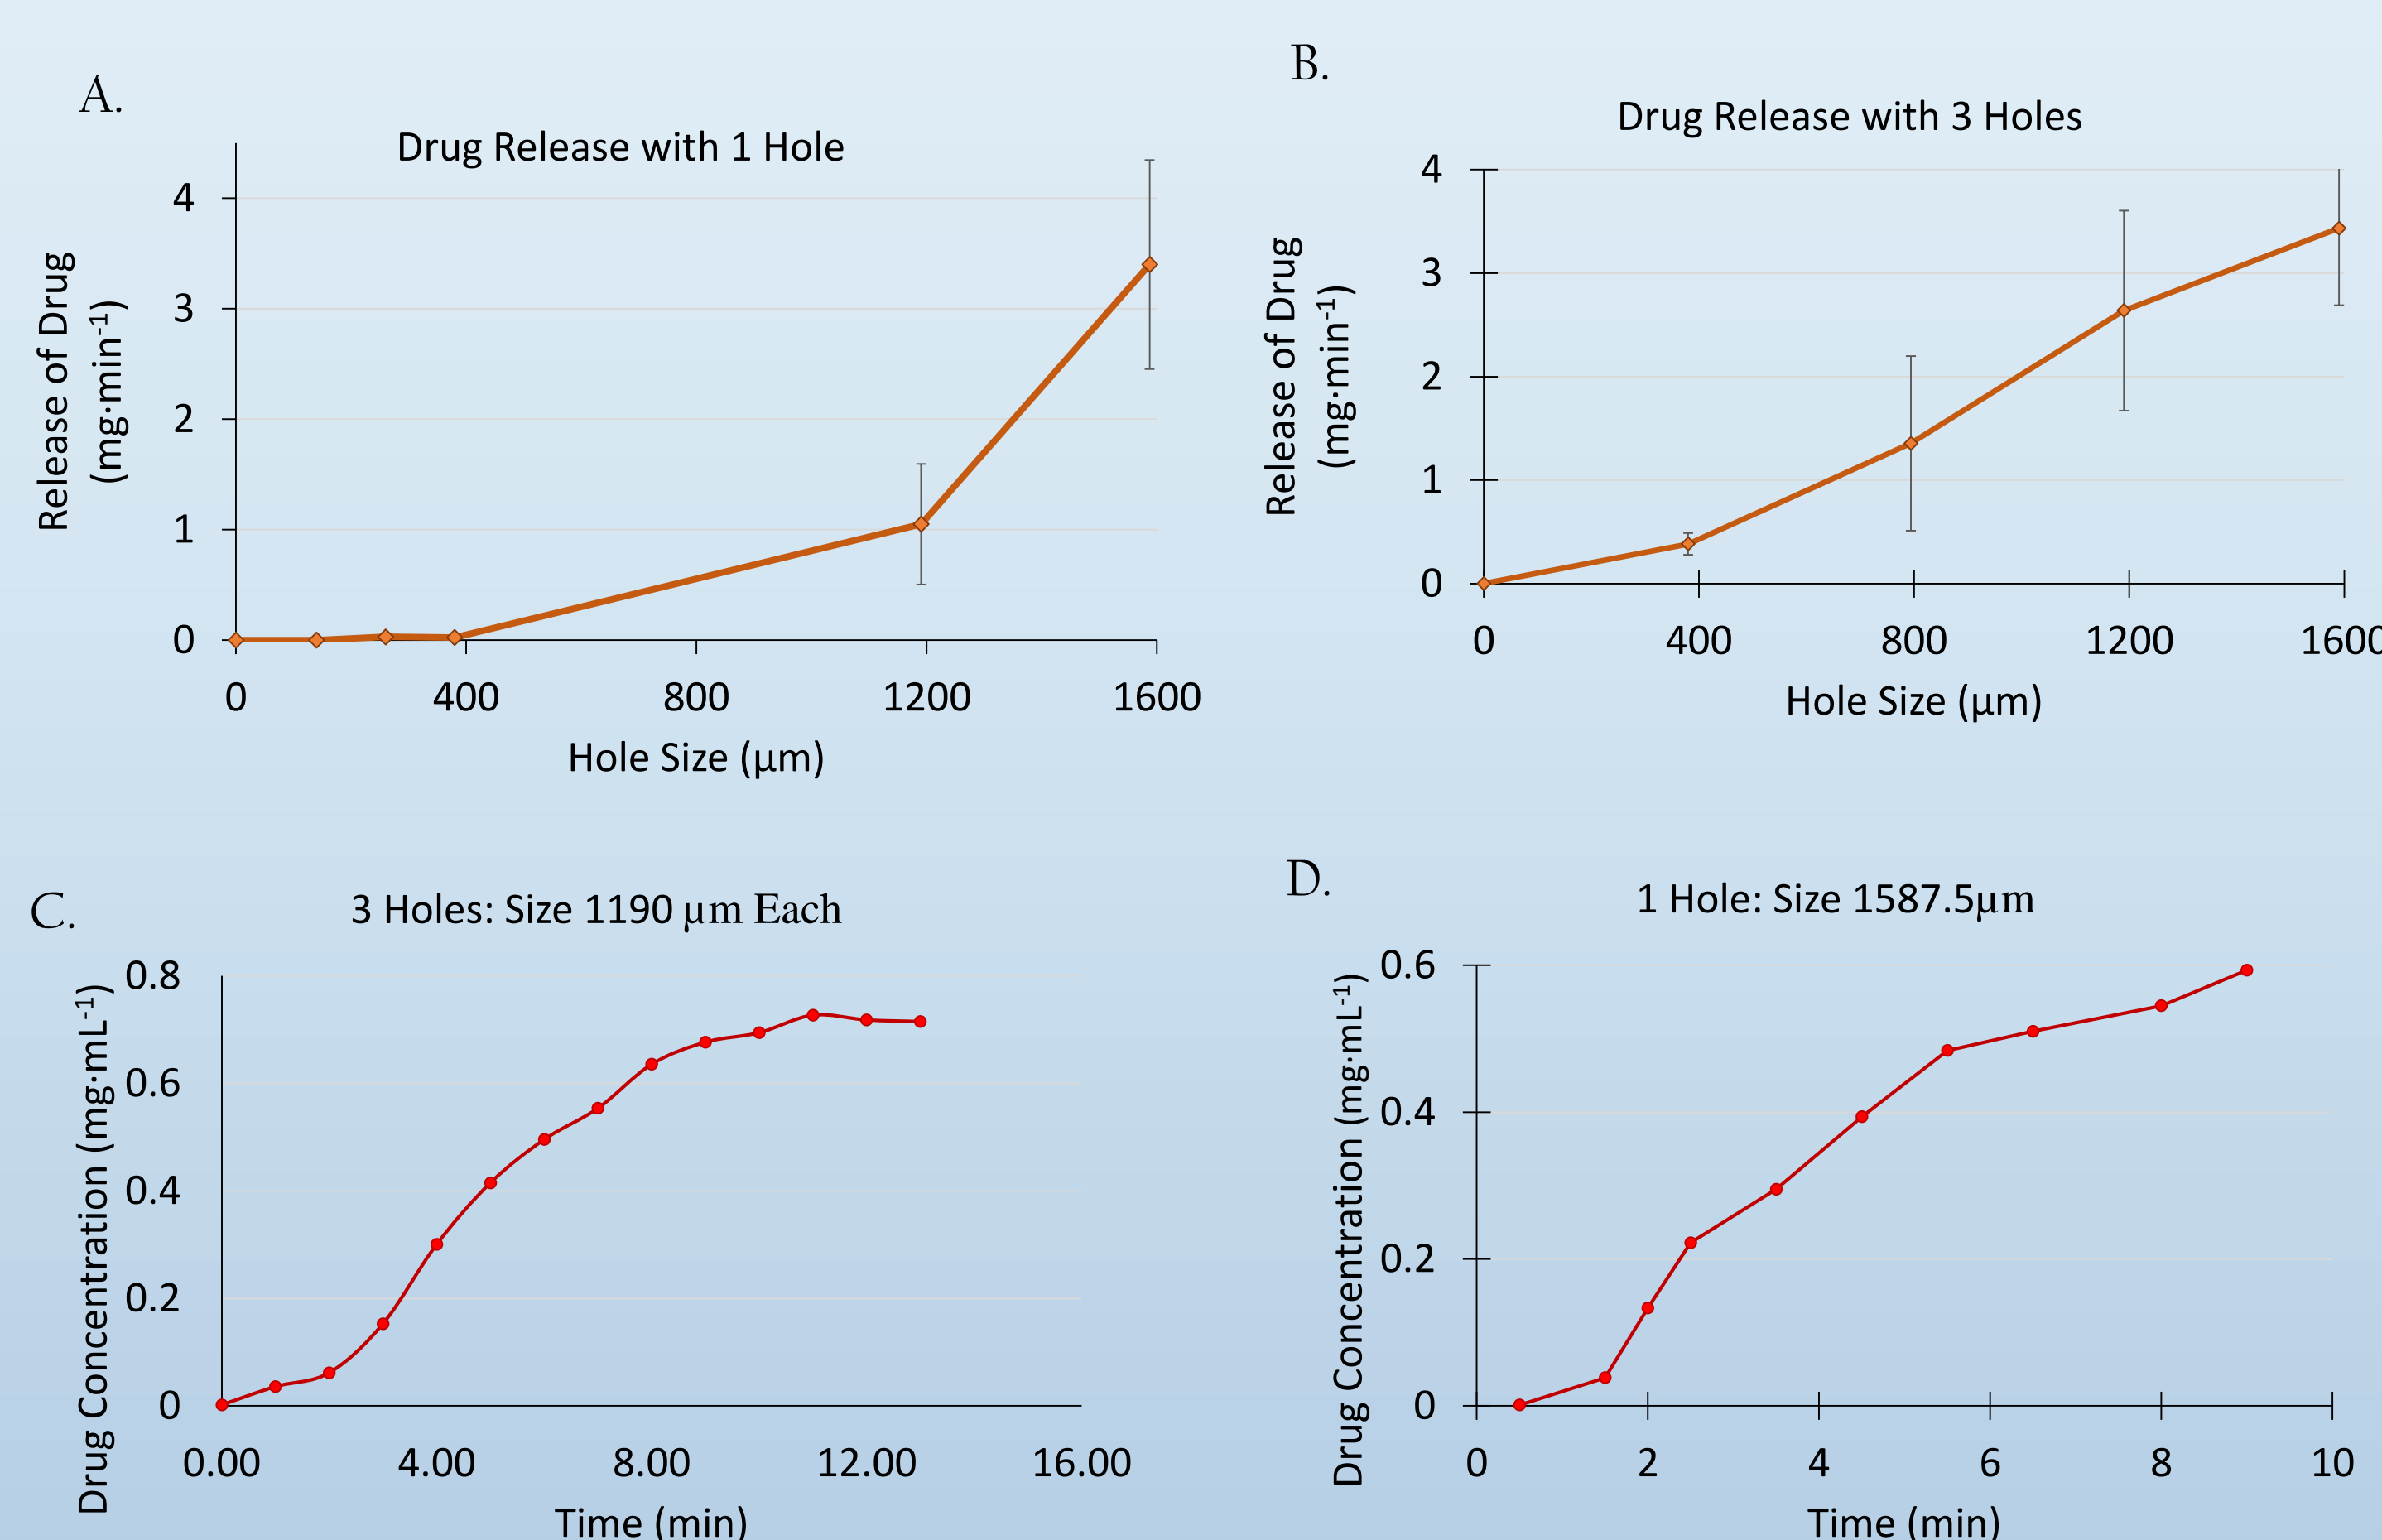 A.
Drug Release with 1 Hole
Release of Drug
(mg·min-1)
4
3
2
1
0
0 400 800 1200 1600
Hole Size (µm)
B.
Drug Release with 3 Holes
Release of Drug
(mg·min-1)
4
3
2
1
0
0 400 800 1200 1600
Hole Size (µm)
C.
3 Holes: Size 1190 µm Each
Drug Concentration (mg·mL-1)
0.8
0.6
0.4
0.2
0
0.00 4.00 8.00 12.00 16.00
Time (min)
D.
1 Hole: Size 1587.5µm
Drug Concentration (mg·mL-1)
0.6
0.4
0.2
0
0 2 4 6 8 10
Time (min)